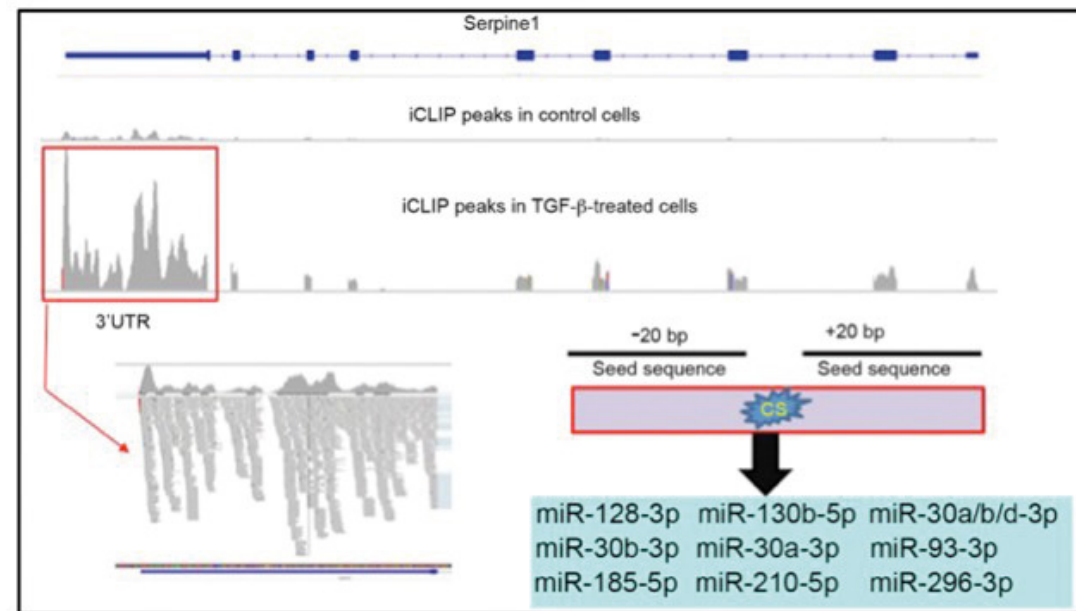 Serpine1
iCLIP peaks in control cells
iCLIP peaks in TGF-β-treated cells
3'UTR
-20 bp +20 bp
Seed sequence Seed sequence
CS
miR-128-3p miR-130b-5p miR-30a/b/d-3p
miR-30b-3p miR-30a-3p miR-93-3p
miR-185-5p miR-210-5p miR-296-3p